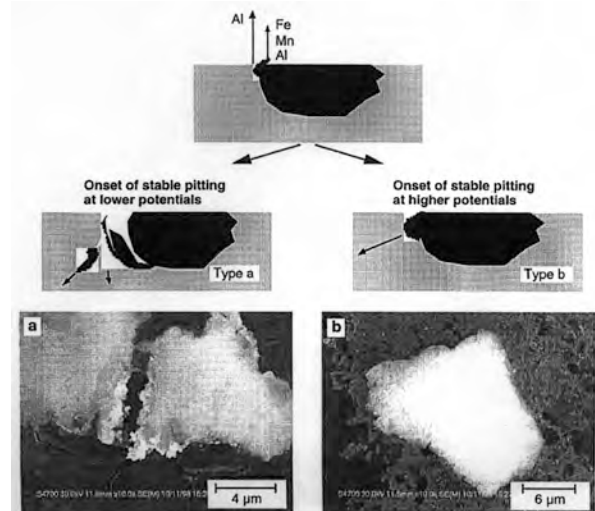 Al
Fe
Mn
Al
Onset of stable pitting
at lower potentials
Onset of stable pitting
at higher potentials
Type a
Type b
a
b
4 µm
6 µm